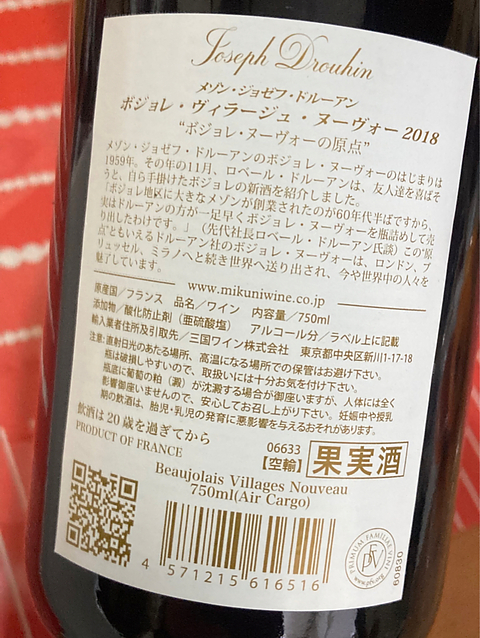 Joseph Drouhin
メゾン・ジョゼフ・ドルーアン
ボジョレ・ヴィラージュ・ヌーヴォー 2018
“ボジョレ・ヌーヴォーの原点”
メゾン・ジョゼフ・ドルーアンのボジョレ・ヌーヴォーのはじまりは
1959年。その年の11月、ロベール・ドルーアンは、友人達を喜ばそ
うと、自ら手掛けたボジョレの新酒を紹介しました。
「ボジョレ地区に大きなメゾンが創業されたのが60年代半ばですから、
実はドルーアンの方が一足早くボジョレ・ヌーヴォーを瓶詰めして売
り出したわけです。」（先代社長ロベール・ドルーアン氏談）この“原
点”ともいえるドルーアン社のボジョレ・ヌーヴォーは、ロンドン、ブ
リュッセル、ミラノへと続き世界へ送り出され、今や世界中の人々を
魅了しています。
www.mikuniwine.co.jp
原産国／フランス 品名／ワイン 内容量／750ml
添加物／酸化防止剤（亜硫酸塩） アルコール分／ラベル上に記載
輸入業者住所及引取先／三国ワイン株式会社 東京都中央区新川1-17-18
注意:直射日光のあたる場所、高温になる場所での保管はお避け下さい。
瓶は破損しやすいので、取扱いには十分お気を付け下さい。
瓶底に葡萄の粕（澱）が沈澱する場合が御座いますが、人体には全く
影響御座いませんので、安心してお召し上がり下さい。妊娠中や授乳
期の飲酒は、胎児・乳児の発育に悪影響を与えるおそれがあります。
飲酒は20歳を過ぎてから
PRODUCT OF FRANCE
06633
【空輸】
果実酒
Beaujolais Villages Nouveau
750ml(Air Cargo)
4 571215 616516
PRIMUM FAMILIAE VINI
PFV
www.pfv.org
60830